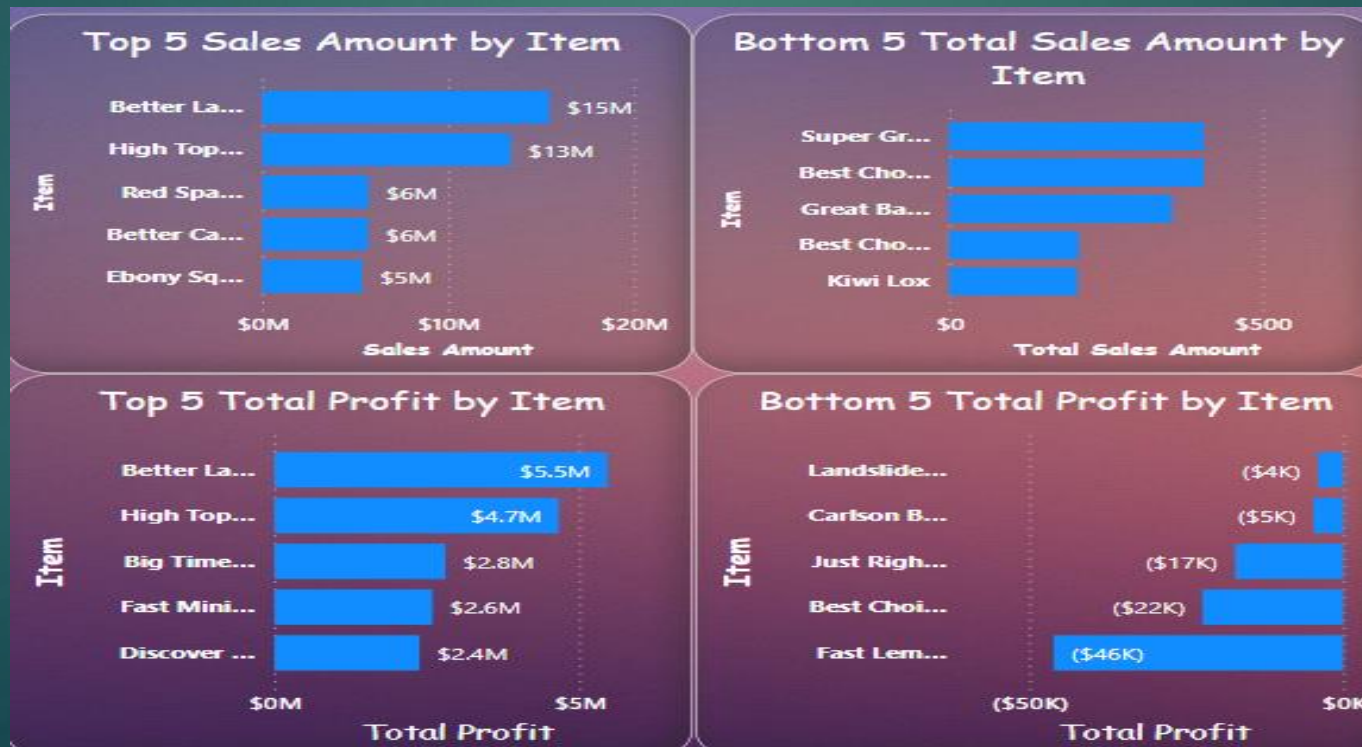 Top 5 Sales Amount by Item
Item
Better La... $15M
High Top... $13M
Red Spa... $6M
Better Ca... $6M
Ebony Sq... $5M
$0M $10M $20M
Sales Amount
Bottom 5 Total Sales Amount by
Item
Item
Super Gr...
Best Cho...
Great Ba...
Best Cho...
Kiwi Lox
$0 $500
Total Sales Amount
Top 5 Total Profit by Item
Item
Better La... $5.5M
High Top... $4.7M
Big Time... $2.8M
Fast Mini... $2.6M
Discover ... $2.4M
$0M $5M
Total Profit
Bottom 5 Total Profit by Item
Item
Landslide... ($4K)
Carlson B... ($5K)
Just Righ... ($17K)
Best Choi... ($22K)
Fast Lem... ($46K)
($50K) $0K
Total Profit